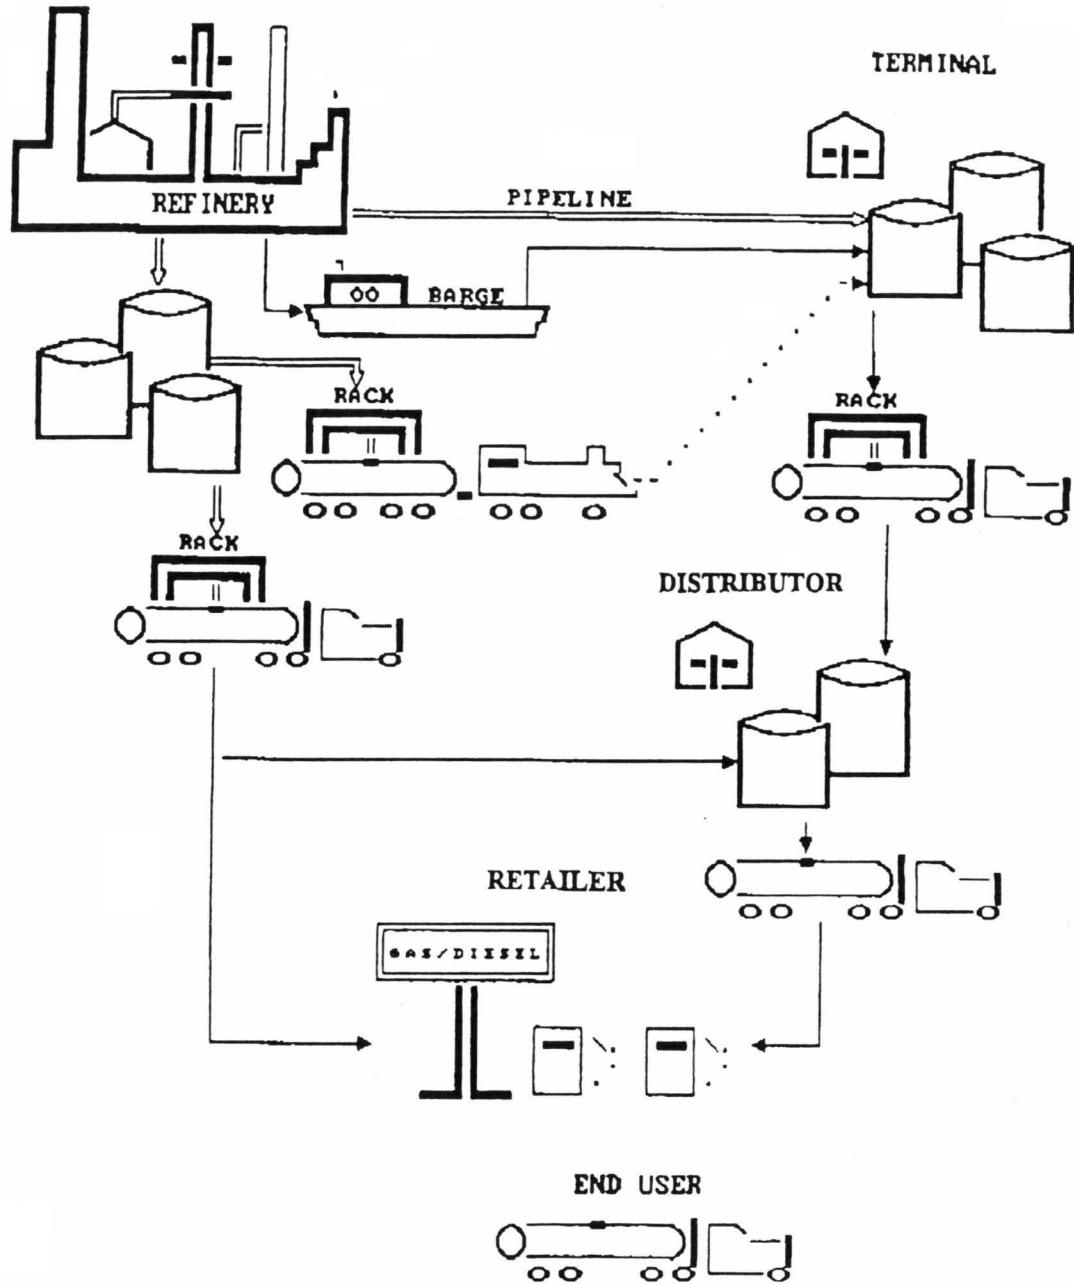 TERMINAL
REFINERY
PIPELINE
BARGE
RACK
RACK
RACK
DISTRIBUTOR
RETAILER
GAS/DIESEL
END USER